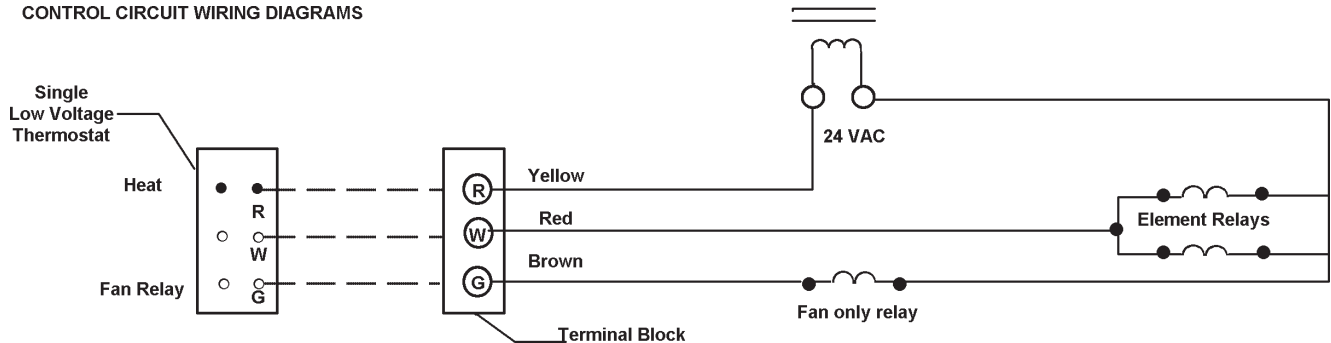 CONTROL CIRCUIT WIRING DIAGRAMS
Single
Low Voltage
Thermostat
24 VAC
Heat
R
R
Yellow
W
W
Red
Element Relays
Fan Relay
G
G
Brown
Fan only relay
Terminal Block